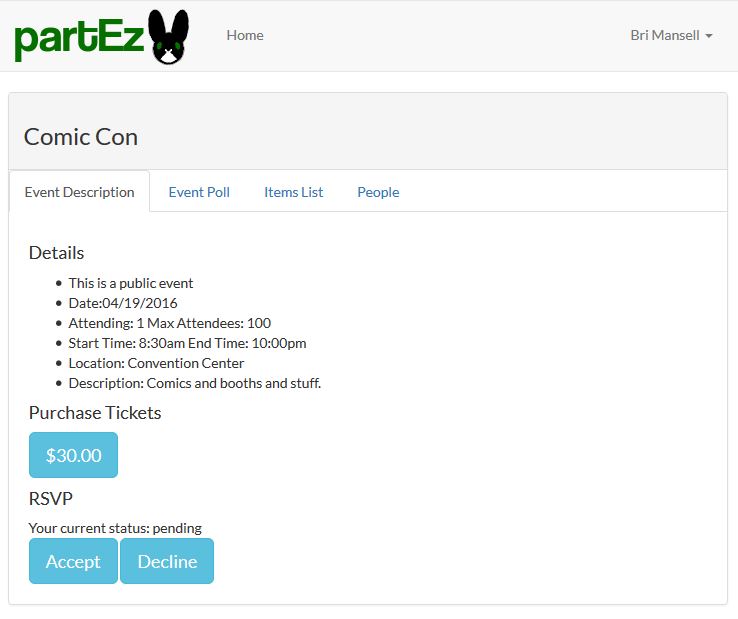 partEz Home Bri Mansell
Comic Con
Event Description Event Poll Items List People
Details
• This is a public event
• Date:04/19/2016
• Attending: 1 Max Attendees: 100
• Start Time: 8:30am End Time: 10:00pm
• Location: Convention Center
• Description: Comics and booths and stuff.
Purchase Tickets
$30.00
RSVP
Your current status: pending
Accept Decline